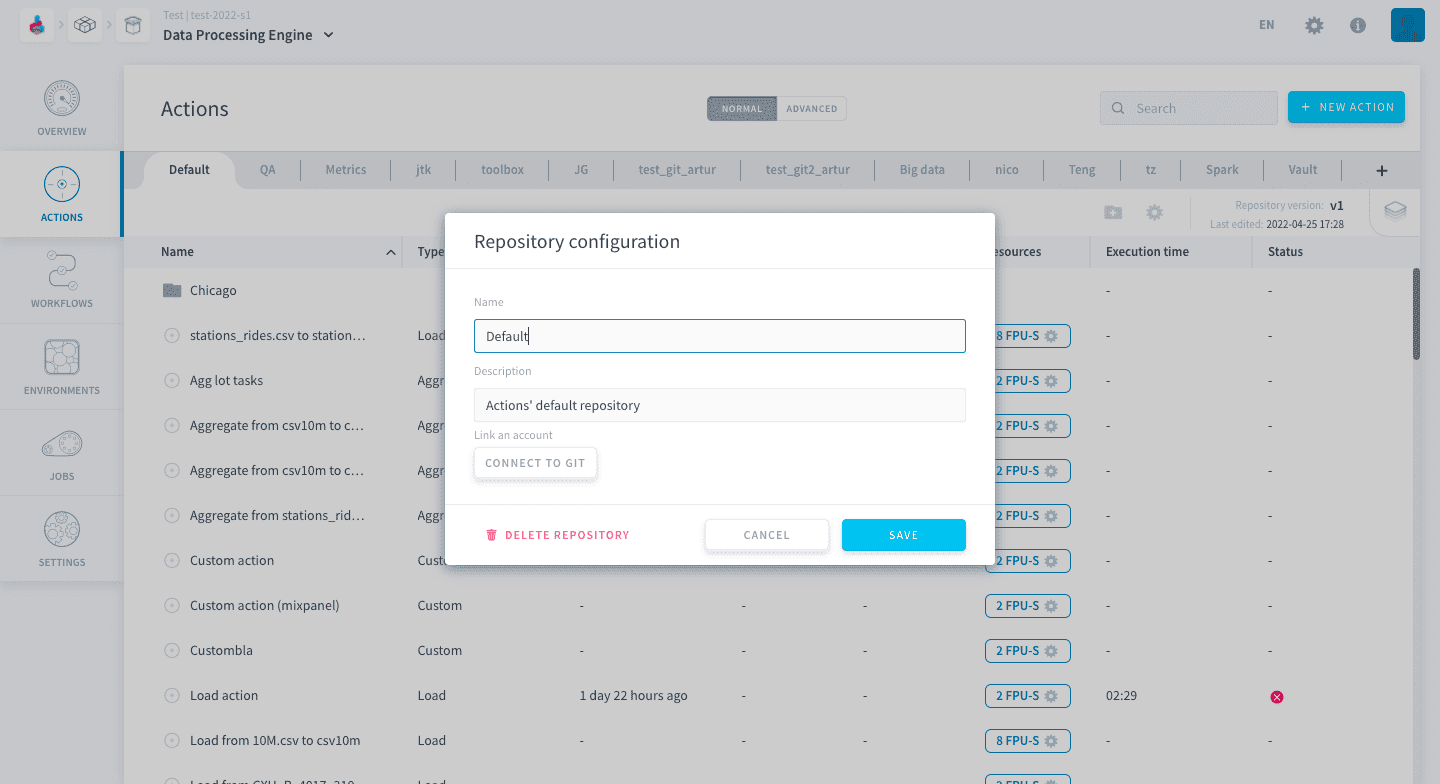 Test | test-2022-s1
Data Processing Engine
EN
OVERVIEW
ACTIONS
WORKFLOWS
ENVIRONMENTS
JOBS
SETTINGS
Actions
NORMAL ADVANCED
Search
+ NEW ACTION
Default QA Metrics jtk toolbox JG test_git_artur test_git2_artur Big data nico Teng tz Spark Vault +
Repository version: v1
Last edited: 2022-04-25 17:28
Name Type esources Execution time Status
Chicago - -
stations_rides.csv to station... Load 8 FPU-S - -
Agg lot tasks Aggr 2 FPU-S - -
Aggregate from csv10m to c... Aggr 2 FPU-S - -
Aggregate from csv10m to c... Aggr 2 FPU-S - -
Aggregate from stations_rid... Aggr 2 FPU-S - -
Custom action Custo 2 FPU-S - -
Custom action (mixpanel) Custom - - - 2 FPU-S - -
Custombla Custom - - - 2 FPU-S - -
Load action Load 1 day 22 hours ago - - 2 FPU-S 02:29
Load from 10M.csv to csv10m Load - - - 8 FPU-S - -
Repository configuration
Name
Default
Description
Actions' default repository
Link an account
CONNECT TO GIT
DELETE REPOSITORY CANCEL SAVE